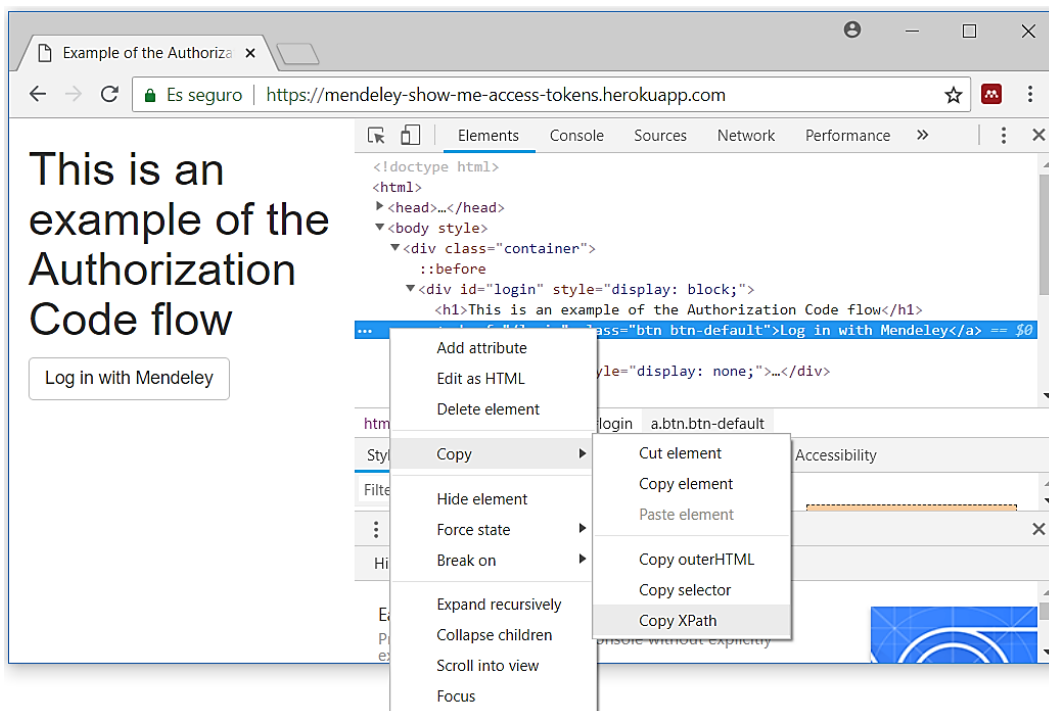 Example of the Authoriza
Es seguro | https://mendeley-show-me-access-tokens.herokuapp.com
This is an
example of the
Authorization
Code flow
Log in with Mendeley
Elements Console Sources Network Performance »
<!doctype html>
<html>
<head>…</head>
<body style>
<div class="container">
::before
<div id="login" style="display: block;">
<h1>This is an example of the Authorization Code flow</h1>
class="btn btn-default">Log in with Mendeley</a> == $0
yle="display: none;">…</div>
htm login a.btn.btn-default
Styl Accessibility
Filte
Hi
Add attribute
Edit as HTML
Delete element
Copy
Hide element
Force state
Break on
Expand recursively
Collapse children
Scroll into view
Focus
Cut element
Copy element
Paste element
Copy outerHTML
Copy selector
Copy XPath
without explicitly